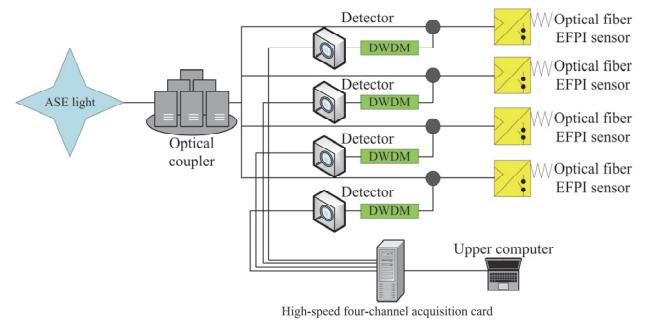 Detector
Optical fiber
EFPI sensor
DWDM
Detector
Optical fiber
EFPI sensor
DWDM
ASE light
Optical
coupler
Detector
Optical fiber
EFPI sensor
DWDM
Detector
Optical fiber
EFPI sensor
DWDM
Upper computer
High-speed four-channel acquisition card